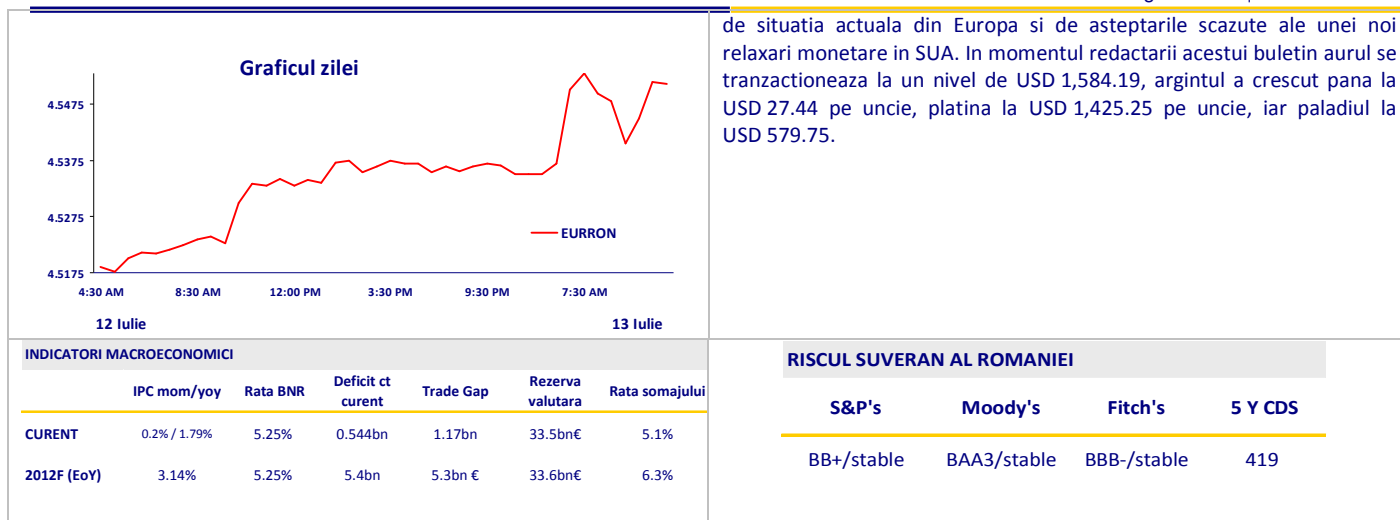 de situatia actuala din Europa si de asteptarile scazute ale unei noi
relaxari monetare in SUA. In momentul redactarii acestui buletin aurul se
tranzactioneaza la un nivel de USD 1,584.19, argintul a crescut pana la
USD 27.44 pe uncie, platina la USD 1,425.25 pe uncie, iar paladiul la
USD 579.75.
Graficul zilei
4.5475
4.5375
4.5275
4.5175
EURRON
4:30 AM 8:30 AM 12:00 PM 3:30 PM 9:30 PM 7:30 AM
12 Iulie 13 Iulie
INDICATORI MACROECONOMICI
IPC mom/yoy Rata BNR Deficit ct curent Trade Gap Rezerva valutara Rata somajului
CURENT 0.2% / 1.79% 5.25% 0.544bn 1.17bn 33.5bn€ 5.1%
2012F (EoY) 3.14% 5.25% 5.4bn 5.3bn € 33.6bn€ 6.3%
RISCUL SUVERAN AL ROMANIEI
S&P's Moody's Fitch's 5 Y CDS
BB+/stable BAA3/stable BBB-/stable 419